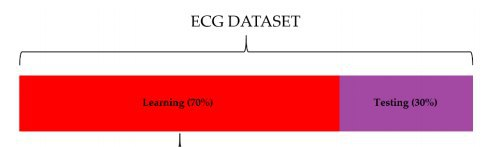 ECG DATASET
Learning (70%)
Testing (30%)